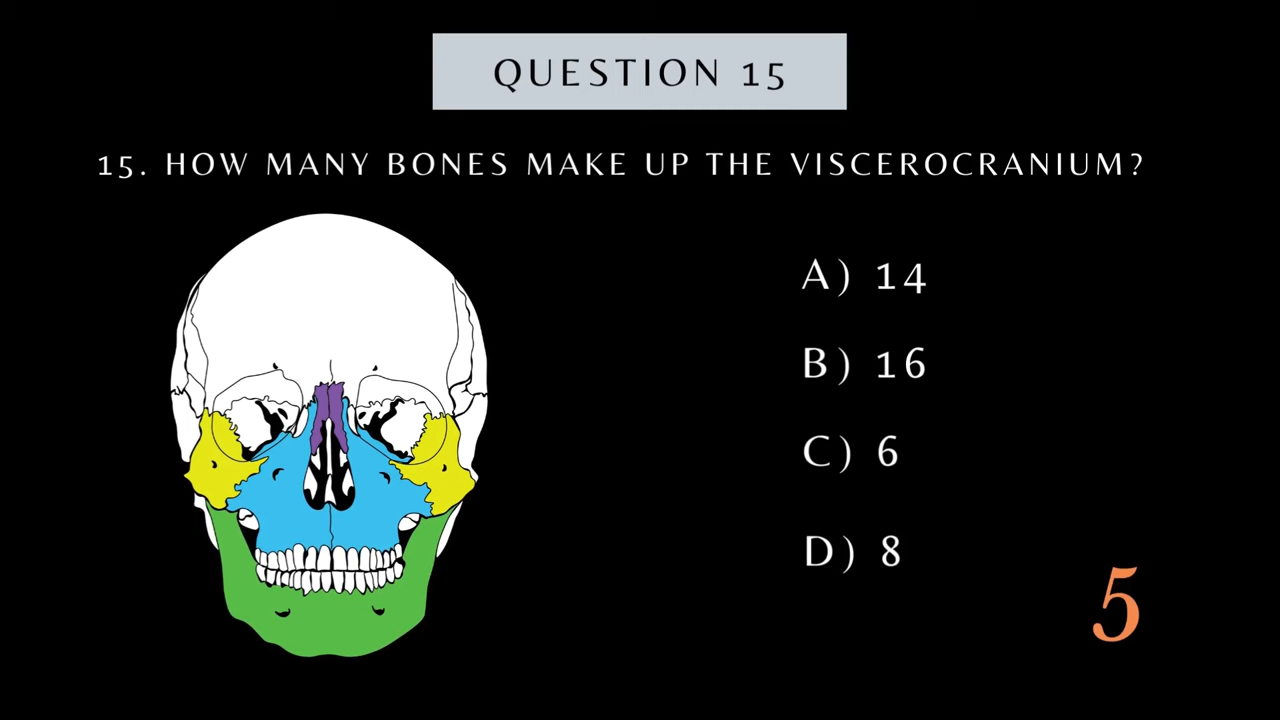 QUESTION 15
15. HOW MANY BONES MAKE UP THE VISCEROCRANIUM?
A) 14
B) 16
C) 6
D) 8
5